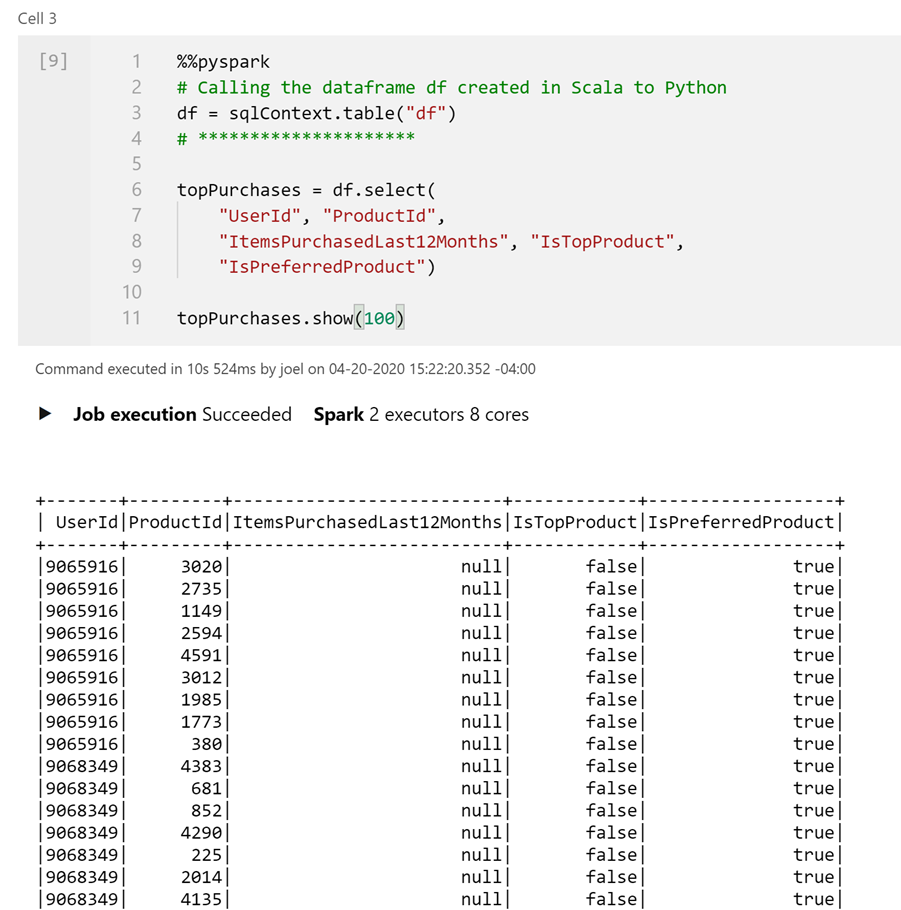 Cell 3
[9]
1 %%pyspark
2 # Calling the dataframe df created in Scala to Python
3 df = sqlContext.table("df")
4 # *********************
5
6 topPurchases = df.select(
7     "UserId", "ProductId",
8     "ItemsPurchasedLast12Months", "IsTopProduct",
9     "IsPreferredProduct")
10
11 topPurchases.show(100)
Command executed in 10s 524ms by joel on 04-20-2020 15:22:20.352 -04:00
Job execution Succeeded Spark 2 executors 8 cores
+-------+---------+--------------------------+------------+------------------+
| UserId|ProductId|ItemsPurchasedLast12Months|IsTopProduct|IsPreferredProduct|
+-------+---------+--------------------------+------------+------------------+
|9065916|     3020|                      null|       false|              true|
|9065916|     2735|                      null|       false|              true|
|9065916|     1149|                      null|       false|              true|
|9065916|     2594|                      null|       false|              true|
|9065916|     4591|                      null|       false|              true|
|9065916|     3012|                      null|       false|              true|
|9065916|     1985|                      null|       false|              true|
|9065916|     1773|                      null|       false|              true|
|9065916|      380|                      null|       false|              true|
|9068349|     4383|                      null|       false|              true|
|9068349|      681|                      null|       false|              true|
|9068349|      852|                      null|       false|              true|
|9068349|     4290|                      null|       false|              true|
|9068349|      225|                      null|       false|              true|
|9068349|     2014|                      null|       false|              true|
|9068349|     4135|                      null|       false|              true|